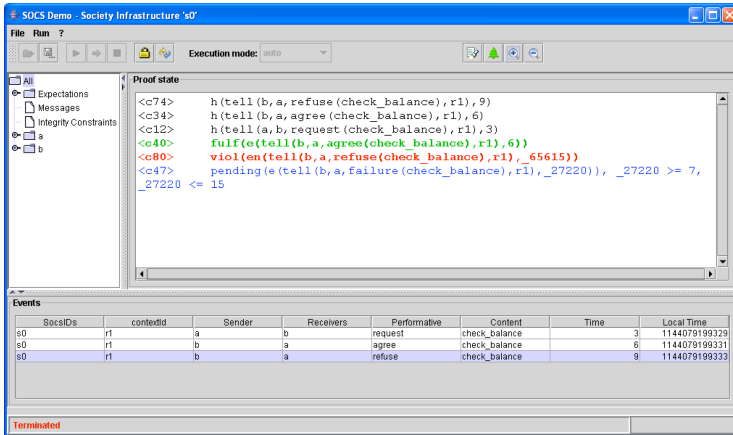 SOCS Demo - Society Infrastructure 's0'
File Run ?
Execution mode: auto
All
Expectations
Messages
Integrity Constraints
a
b
Proof state
<c74> h(tell(b,a,refuse(check_balance),r1),9)
<c34> h(tell(b,a,agree(check_balance),r1),6)
<c12> h(tell(a,b,request(check_balance),r1),3)
<c40> fulf(e(tell(b,a,agree(check_balance),r1),6))
<c80> viol(en(tell(b,a,refuse(check_balance),r1),_65615))
<c47> pending(e(tell(b,a,failure(check_balance),r1),_27220)), _27220 >= 7,
_27220 <= 15
Events
SocsIDs contextId Sender Receivers Performative Content Time Local Time
s0 r1 a b request check_balance 3 1144079199329
s0 r1 b a agree check_balance 6 1144079199331
s0 r1 b a refuse check_balance 9 1144079199333
Terminated